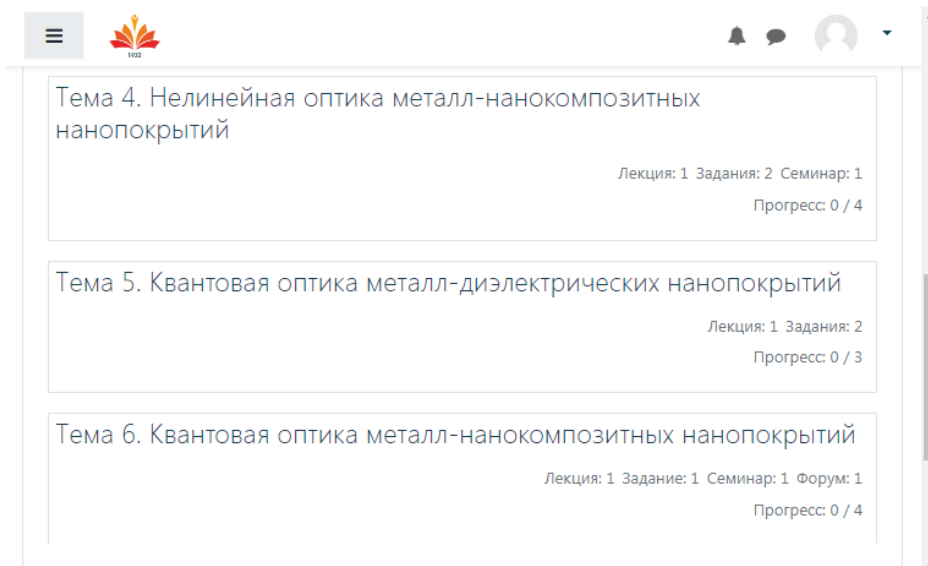 1932
Тема 4. Нелинейная оптика металл-нанокомпозитных
нанопокрытий
Лекция: 1 Задания: 2 Семинар: 1
Прогресс: 0 / 4
Тема 5. Квантовая оптика металл-диэлектрических нанопокрытий
Лекция: 1 Задания: 2
Прогресс: 0 / 3
Тема 6. Квантовая оптика металл-нанокомпозитных нанопокрытий
Лекция: 1 Задание: 1 Семинар: 1 Форум: 1
Прогресс: 0 / 4